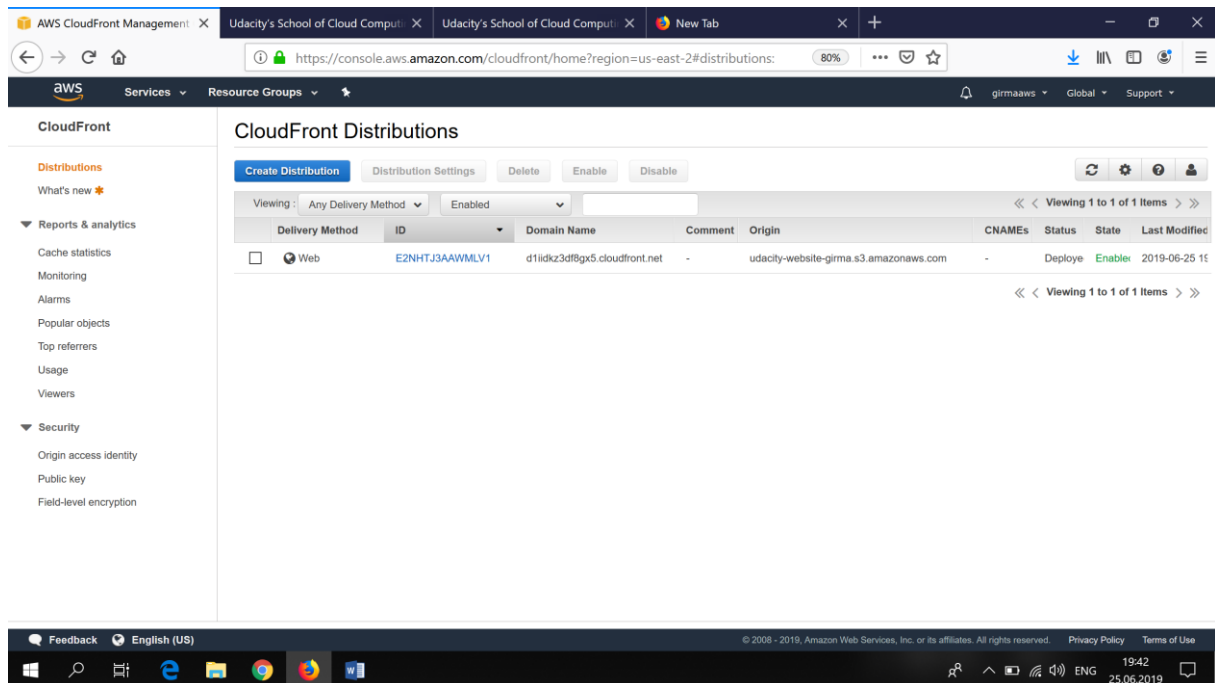 AWS CloudFront Management
Udacity's School of Cloud Computi
Udacity's School of Cloud Computi
New Tab
https://console.aws.amazon.com/cloudfront/home?region=us-east-2#distributions:
80%
aws
Services
Resource Groups
girmaaws
Global
Support
CloudFront
Distributions
What's new
Reports & analytics
Cache statistics
Monitoring
Alarms
Popular objects
Top referrers
Usage
Viewers
Security
Origin access identity
Public key
Field-level encryption
CloudFront Distributions
Create Distribution Distribution Settings Delete Enable Disable
Viewing : Any Delivery Method Enabled Viewing 1 to 1 of 1 Items
Delivery Method ID Domain Name Comment Origin CNAMEs Status State Last Modified
Web E2NHTJ3AAWMLV1 d1iidkz3df8gx5.cloudfront.net - udacity-website-girma.s3.amazonaws.com - Deploye Enable 2019-06-25 19
Viewing 1 to 1 of 1 Items
Feedback English (US) © 2008 - 2019, Amazon Web Services, Inc. or its affiliates. All rights reserved. Privacy Policy Terms of Use
ENG
19:42
25.06.2019